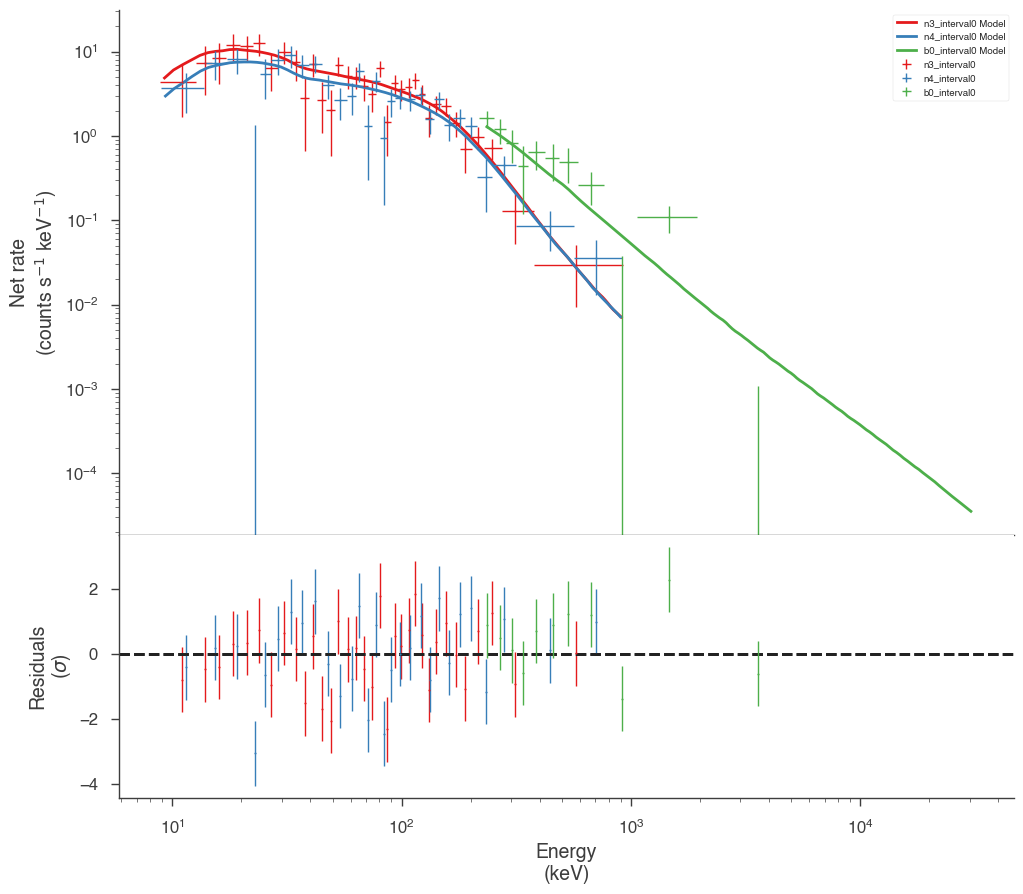 n3_interval0 Model
n4_interval0 Model
b0_interval0 Model
n3_interval0
n4_interval0
b0_interval0
Net rate
(counts s⁻¹ keV⁻¹)
10¹
10⁰
10⁻¹
10⁻²
10⁻³
10⁻⁴
Residuals
(σ)
2
0
−2
−4
10¹ 10² 10³ 10⁴
Energy
(keV)